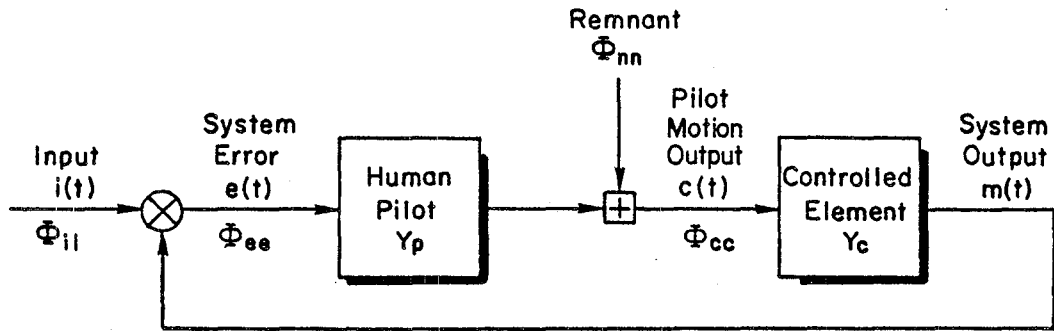 Remnant
Φnn
Input
i(t)
Φii
System
Error
e(t)
Φee
Human
Pilot
Yp
Pilot
Motion
Output
c(t)
Φcc
Controlled
Element
Yc
System
Output
m(t)